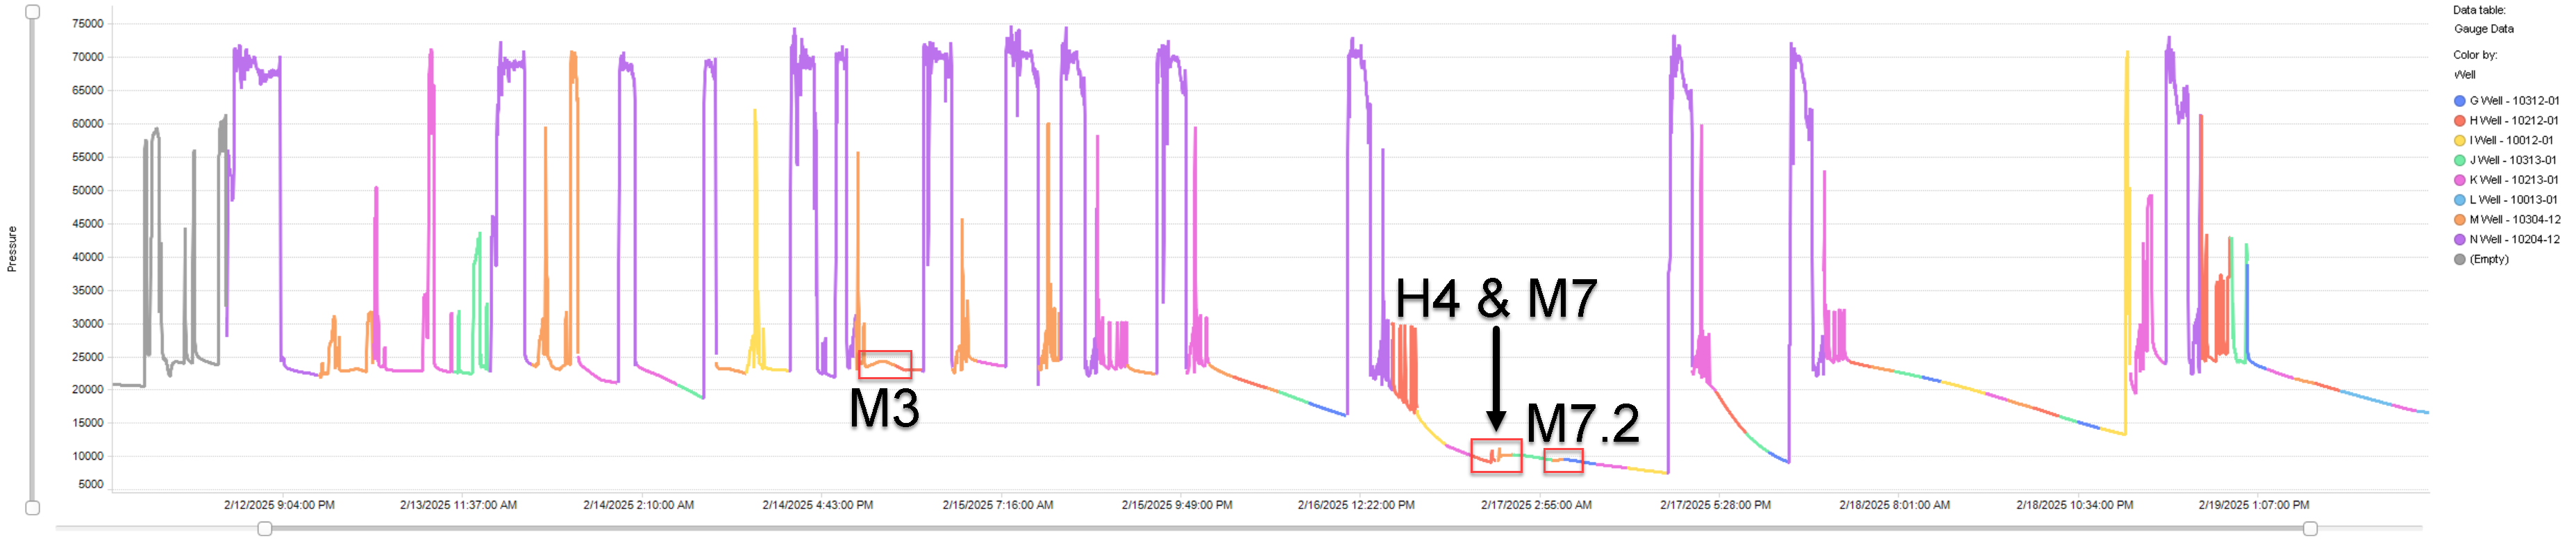 75000
70000
65000
60000
55000
50000
45000
40000
35000
30000
25000
20000
15000
10000
5000
Pressure
M3
H4 & M7
M7.2
2/12/2025 9:04:00 PM
2/13/2025 11:37:00 AM
2/14/2025 2:10:00 AM
2/14/2025 4:43:00 PM
2/15/2025 7:16:00 AM
2/15/2025 9:49:00 PM
2/16/2025 12:22:00 PM
2/17/2025 2:55:00 AM
2/17/2025 5:28:00 PM
2/18/2025 8:01:00 AM
2/18/2025 10:34:00 PM
2/19/2025 1:07:00 PM
Data table:
Gauge Data
Color by:
Well
G Well - 10312-01
H Well - 10212-01
I Well - 10012-01
J Well - 10313-01
K Well - 10213-01
L Well - 10013-01
M Well - 10304-12
N Well - 10204-12
(Empty)